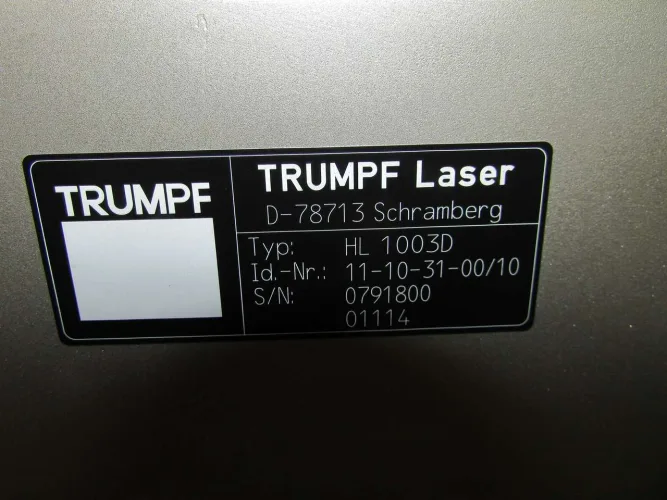 TRUMPF
TRUMPF Laser
D-78713 Schramberg
Typ: HL 1003D
Id.-Nr.: 11-10-31-00/10
S/N: 0791800
01114